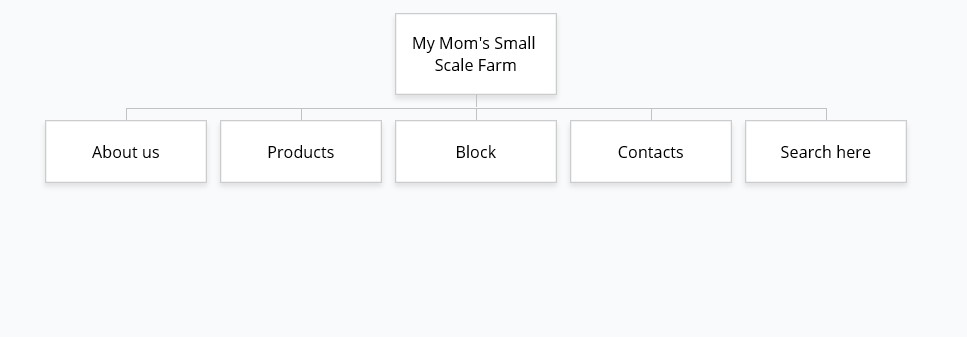 My Mom's Small
Scale Farm
About us
Products
Block
Contacts
Search here